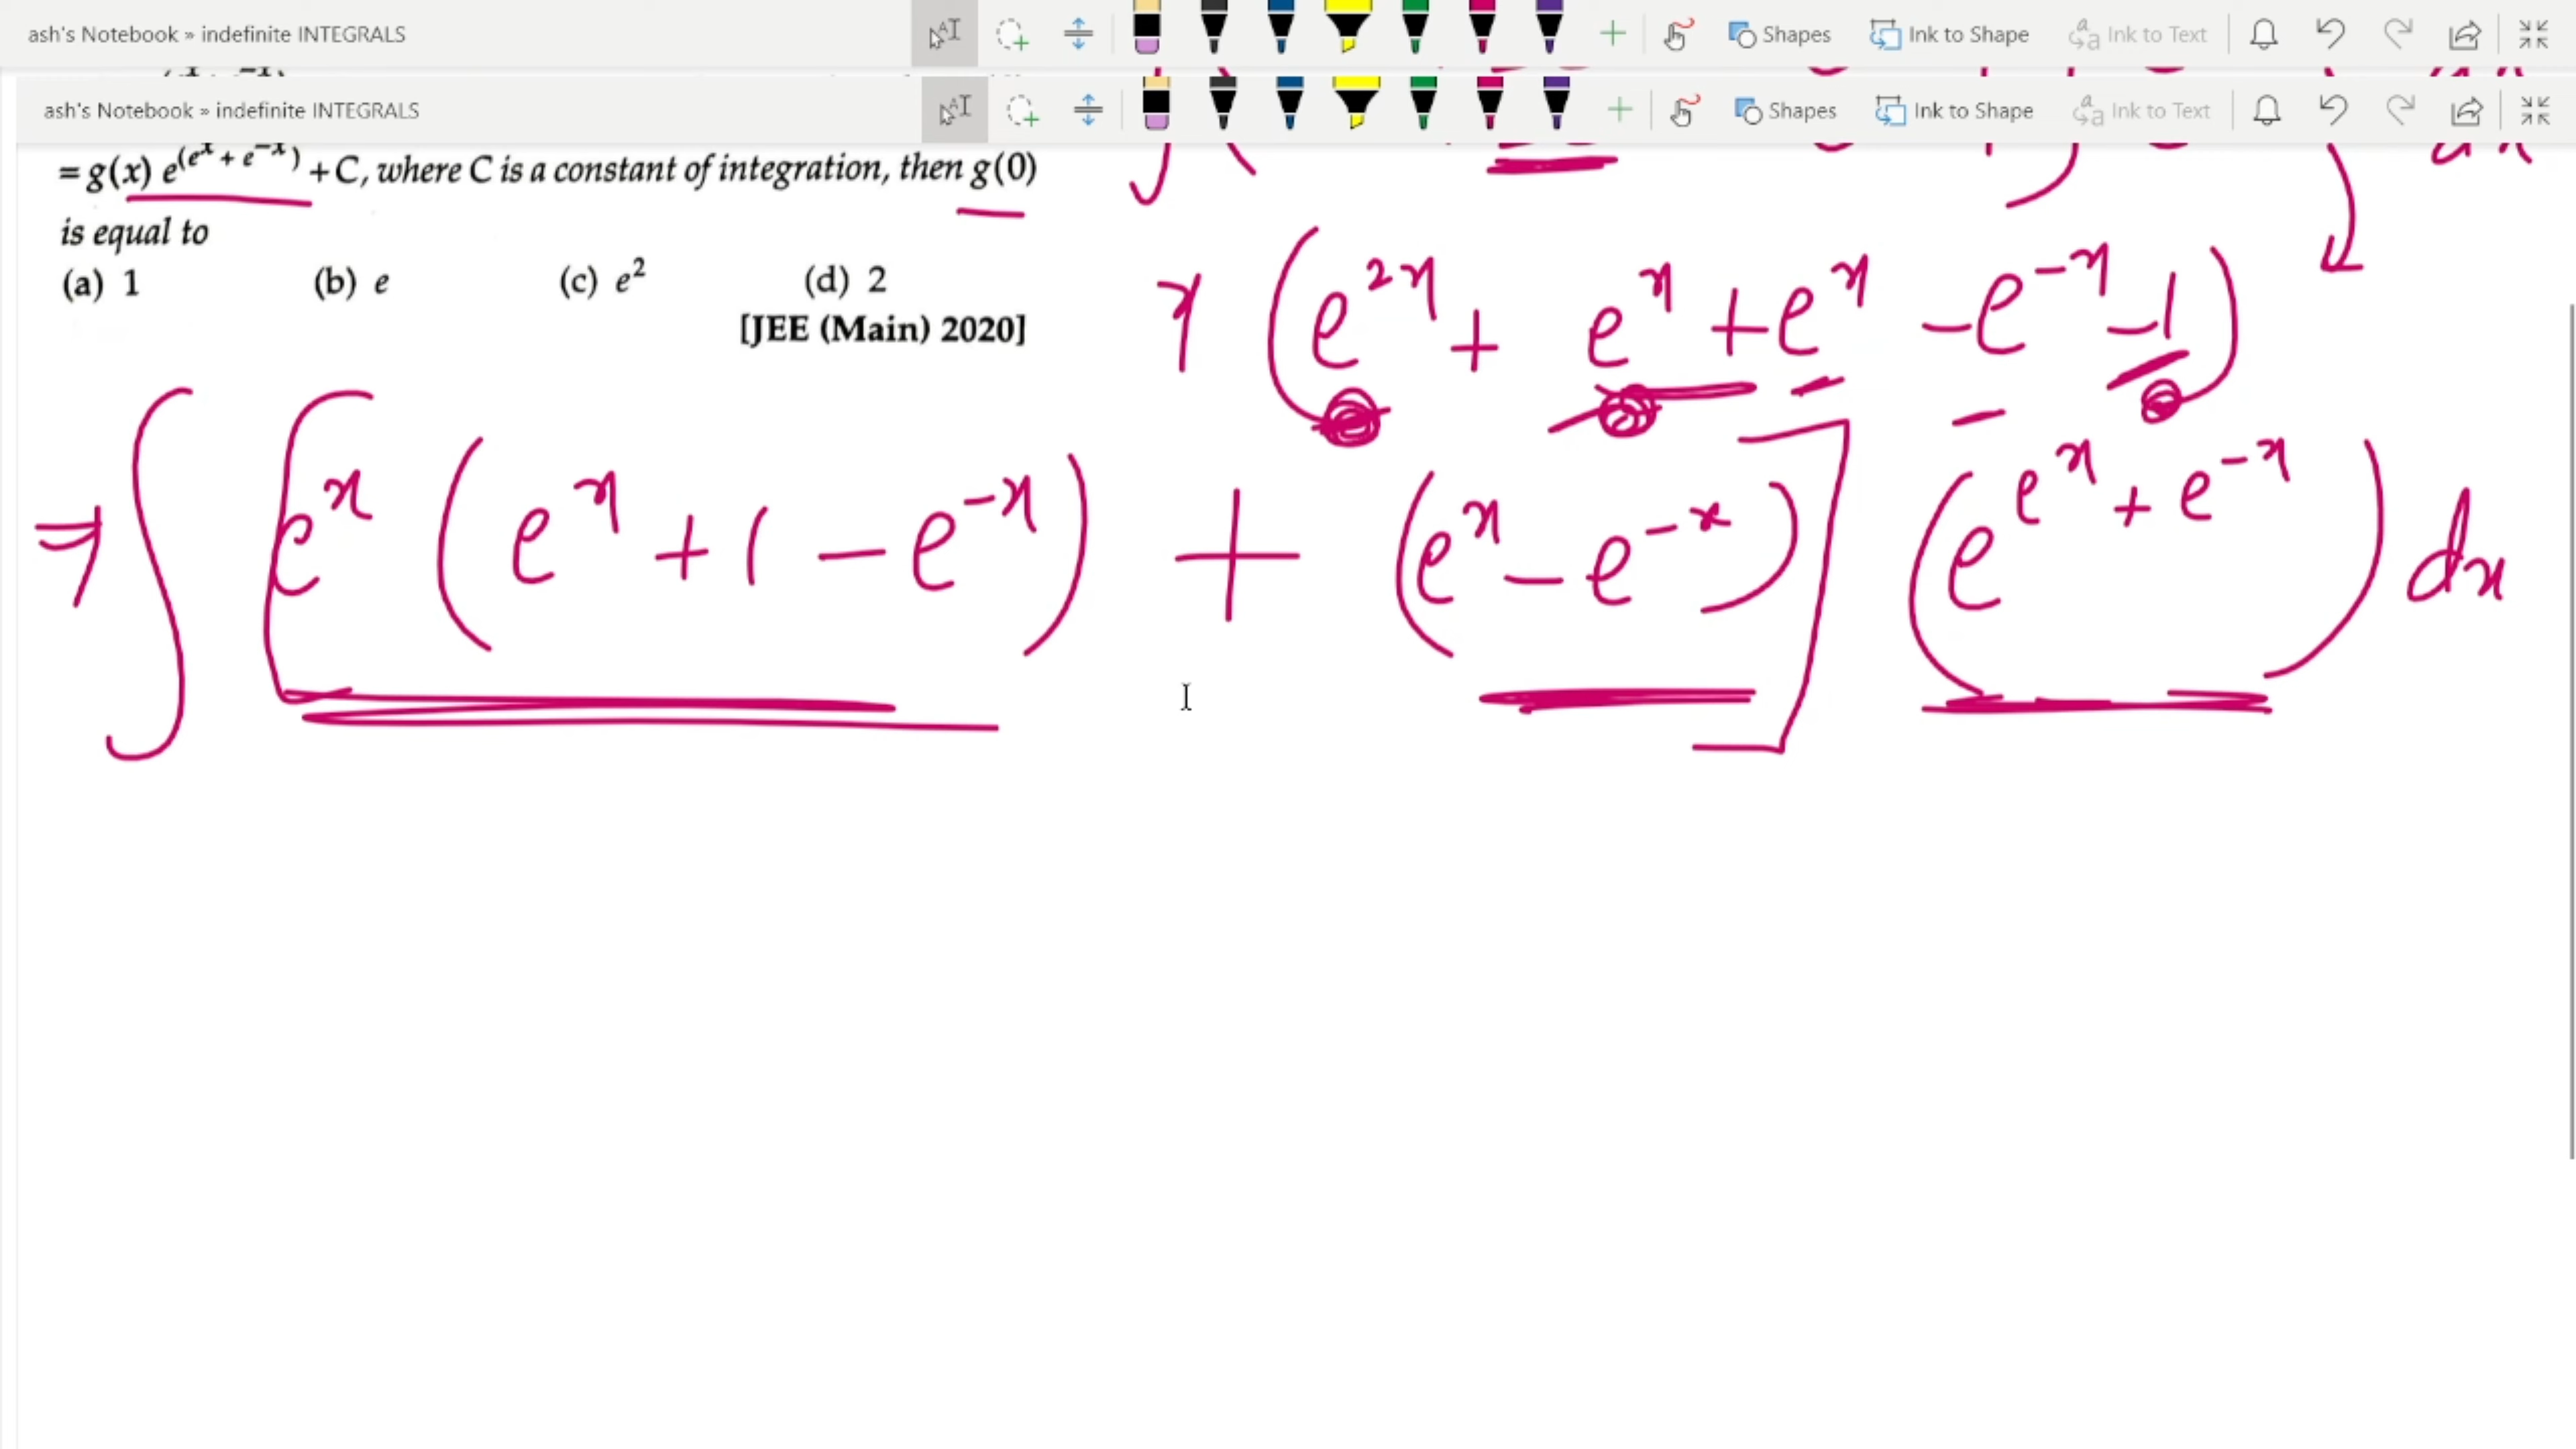 ash's Notebook » indefinite INTEGRALS Shapes Ink to Shape Ink to Text
ash's Notebook » indefinite INTEGRALS Shapes Ink to Shape Ink to Text
= g(x) e^(e^x + e^-x) + C, where C is a constant of integration, then g(0)
is equal to
(a) 1 (b) e (c) e^2 (d) 2
[JEE (Main) 2020]
(e^2x + e^x + e^x - e^-x - 1)
⇒ ∫ [e^x (e^x + 1 - e^-x) + (e^x - e^-x)] (e^e^x + e^-x) dx